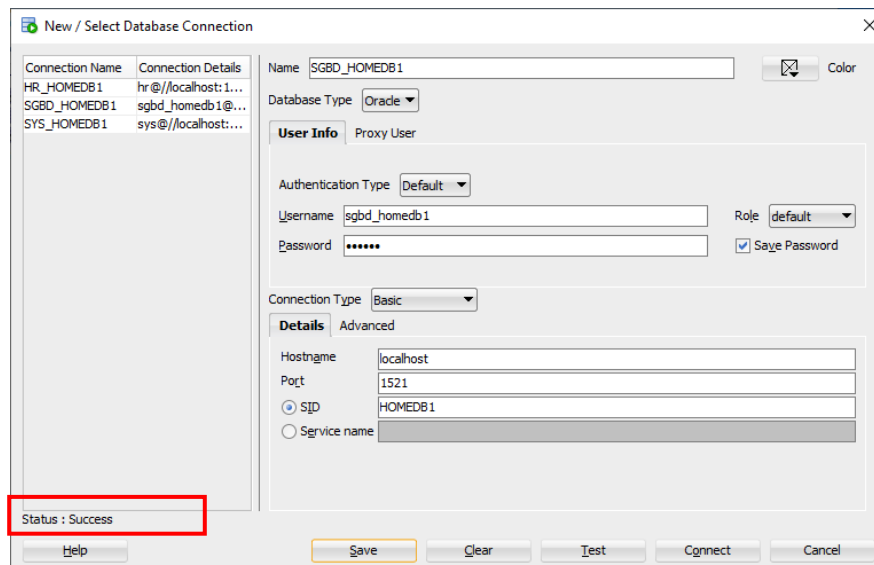 New / Select Database Connection
Connection Name Connection Details
HR_HOMEDB1 hr@//localhost:1...
SGBD_HOMEDB1 sgbd_homedb1@...
SYS_HOMEDB1 sys@//localhost:...
Name SGBD_HOMEDB1 Color
Database Type Oracle
User Info Proxy User
Authentication Type Default
Username sgbd_homedb1 Role default
Password •••••• Save Password
Connection Type Basic
Details Advanced
Hostname localhost
Port 1521
SID HOMEDB1
Service name
Status : Success
Help Save Clear Test Connect Cancel